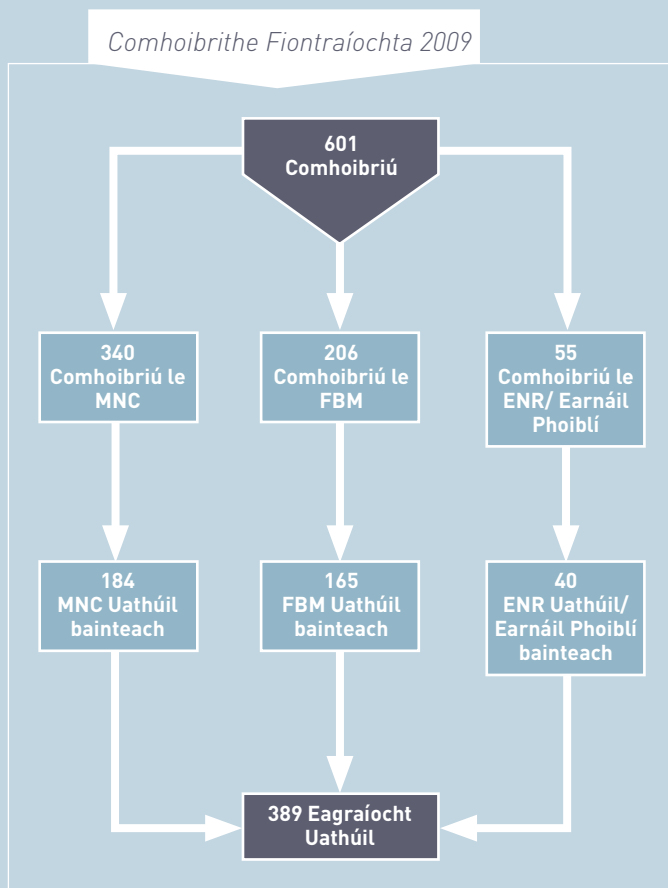 Comhoibrithe Fiontraíochta 2009
601
Comhoibriú
340
Comhoibriú le
MNC
206
Comhoibriú le
FBM
55
Comhoibriú le
ENR/ Earnáil
Phoiblí
184
MNC Uathúil
bainteach
165
FBM Uathúil
bainteach
40
ENR Uathúil/
Earnáil Phoiblí
bainteach
389 Eagraíocht
Uathúil